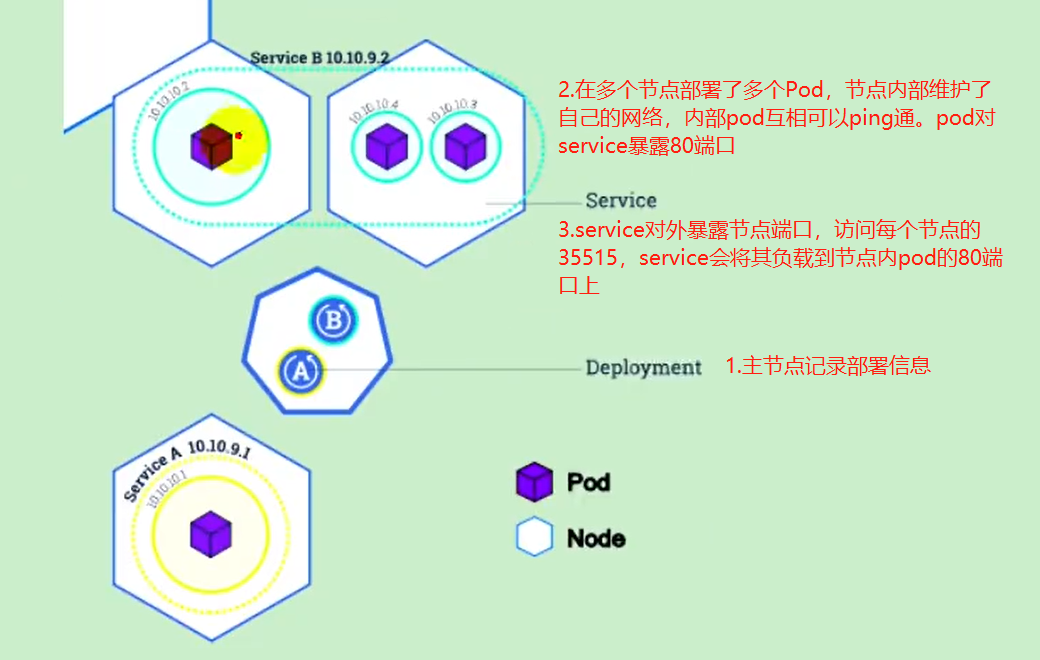 Service B 10.10.9.2
10.10.10.2
10.10.10.4
10.10.10.3
2.在多个节点部署了多个Pod，节点内部维护了
自己的网络，内部pod互相可以ping通。pod对
service暴露80端口
Service
3.service对外暴露节点端口，访问每个节点的
35515，service会将其负载到节点内pod的80端
口上
B
A
Deployment
1.主节点记录部署信息
Service A 10.10.9.1
10.10.10.1
Pod
Node